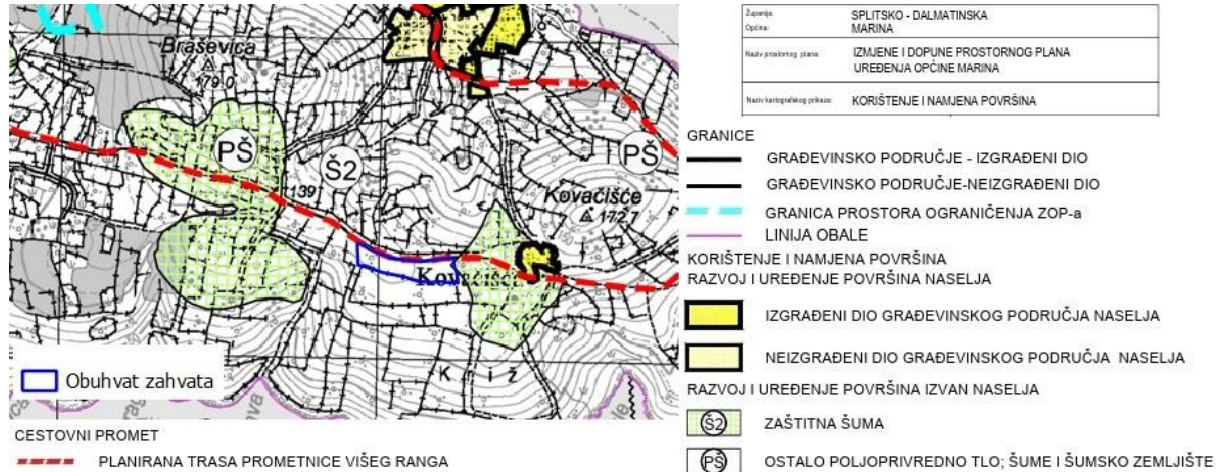 Braševica
179.0
PŠ
Š2
139
PŠ
Kovačišće
172.7
Kovačišće
Križ
Obuhvat zahvata
CESTOVNI PROMET
PLANIRANA TRASA PROMETNICE VIŠEG RANGA
Županija: SPLITSKO - DALMATINSKA
Općina: MARINA
Naziv prostornog plana: IZMJENE I DOPUNE PROSTORNOG PLANA
UREĐENJA OPĆINE MARINA
Naziv kartografskog prikaza: KORIŠTENJE I NAMJENA POVRŠINA
GRANICE
GRAĐEVINSKO PODRUČJE - IZGRAĐENI DIO
GRAĐEVINSKO PODRUČJE-NEIZGRAĐENI DIO
GRANICA PROSTORA OGRANIČENJA ZOP-a
LINIJA OBALE
KORIŠTENJE I NAMJENA POVRŠINA
RAZVOJ I UREĐENJE POVRŠINA NASELJA
IZGRAĐENI DIO GRAĐEVINSKOG PODRUČJA NASELJA
NEIZGRAĐENI DIO GRAĐEVINSKOG PODRUČJA NASELJA
RAZVOJ I UREĐENJE POVRŠINA IZVAN NASELJA
Š2 ZAŠTITNA ŠUMA
PŠ OSTALO POLJOPRIVREDNO TLO; ŠUME I ŠUMSKO ZEMLJIŠTE